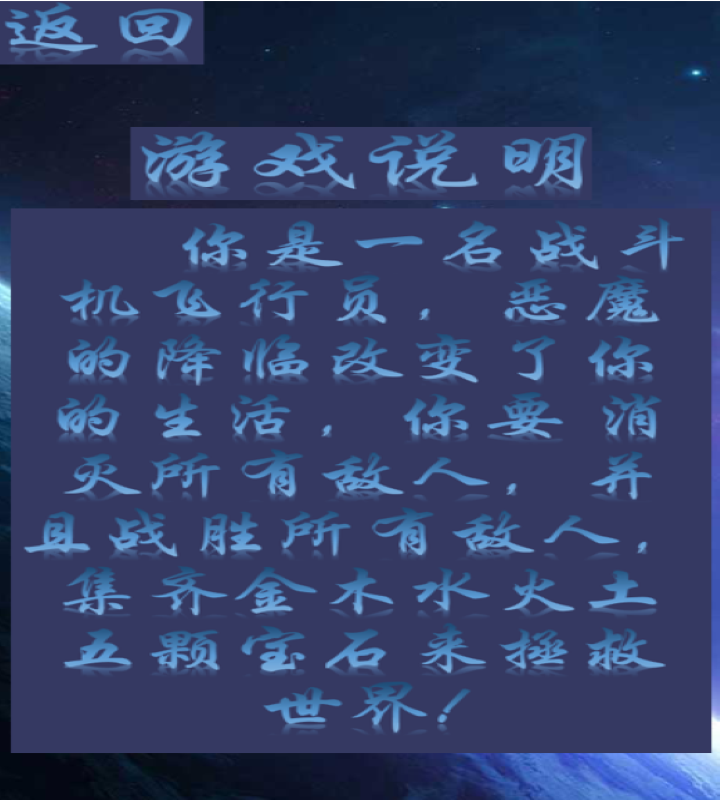 返回
游戏说明
你是一名战斗
机飞行员，恶魔
的降临改变了你
的生活，你要消
灭所有敌人，并
且战胜所有敌人，
集齐金木水火土
五颗宝石来拯救
世界！